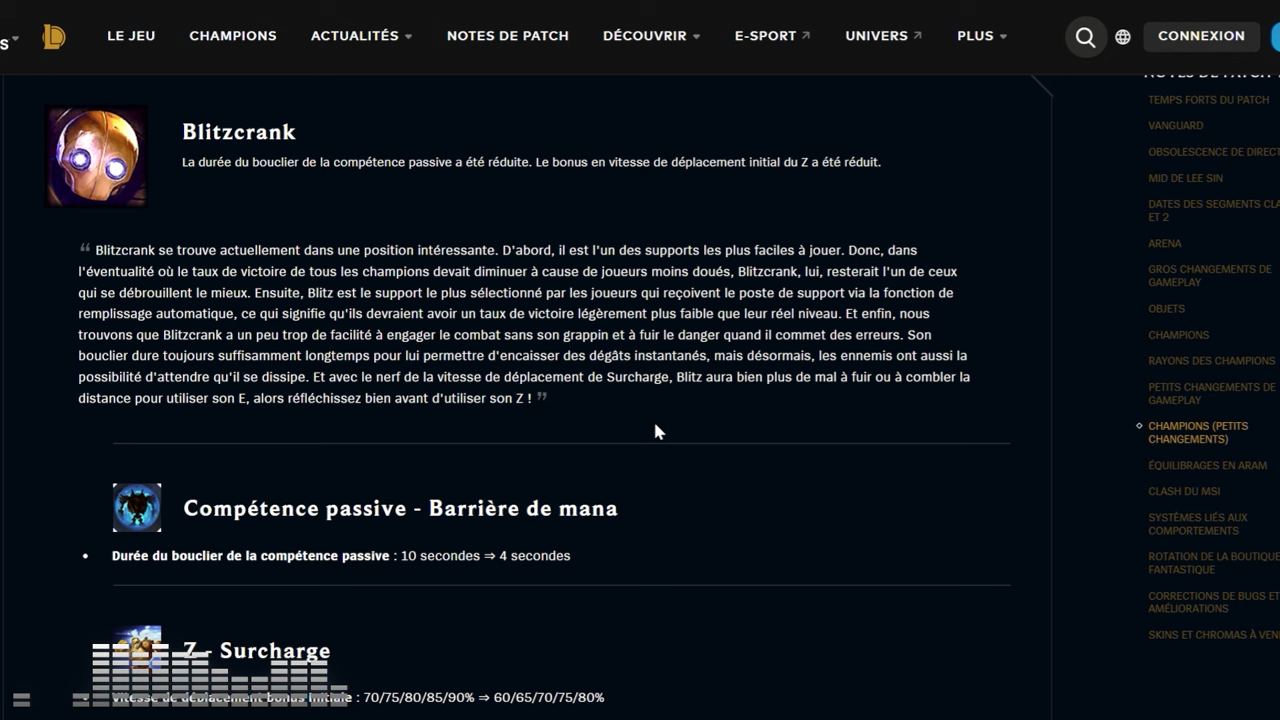 S
LE JEU CHAMPIONS ACTUALITÉS NOTES DE PATCH DÉCOUVRIR E-SPORT UNIVERS PLUS CONNEXION
Blitzcrank
La durée du bouclier de la compétence passive a été réduite. Le bonus en vitesse de déplacement initial du Z a été réduit.
“ Blitzcrank se trouve actuellement dans une position intéressante. D'abord, il est l'un des supports les plus faciles à jouer. Donc, dans
l'éventualité où le taux de victoire de tous les champions devait diminuer à cause de joueurs moins doués, Blitzcrank, lui, resterait l'un de ceux
qui se débrouillent le mieux. Ensuite, Blitz est le support le plus sélectionné par les joueurs qui reçoivent le poste de support via la fonction de
remplissage automatique, ce qui signifie qu'ils devraient avoir un taux de victoire légèrement plus faible que leur réel niveau. Et enfin, nous
trouvons que Blitzcrank a un peu trop de facilité à engager le combat sans son grappin et à fuir le danger quand il commet des erreurs. Son
bouclier dure toujours suffisamment longtemps pour lui permettre d'encaisser des dégâts instantanés, mais désormais, les ennemis ont aussi la
possibilité d'attendre qu'il se dissipe. Et avec le nerf de la vitesse de déplacement de Surcharge, Blitz aura bien plus de mal à fuir ou à combler la
distance pour utiliser son E, alors réfléchissez bien avant d'utiliser son Z ! ”
Compétence passive - Barrière de mana
• Durée du bouclier de la compétence passive : 10 secondes ⇒ 4 secondes
Z - Surcharge
Vitesse de déplacement bonus initiale : 70/75/80/85/90% ⇒ 60/65/70/75/80%
NOTES DE PATCH
TEMPS FORTS DU PATCH
VANGUARD
OBSOLESCENCE DE DIRECT
MID DE LEE SIN
DATES DES SEGMENTS CLA
ET 2
ARENA
GROS CHANGEMENTS DE
GAMEPLAY
OBJETS
CHAMPIONS
RAYONS DES CHAMPIONS
PETITS CHANGEMENTS DE
GAMEPLAY
CHAMPIONS (PETITS
CHANGEMENTS)
ÉQUILIBRAGES EN ARAM
CLASH DU MSI
SYSTÈMES LIÉS AUX
COMPORTEMENTS
ROTATION DE LA BOUTIQUE
FANTASTIQUE
CORRECTIONS DE BUGS ET
AMÉLIORATIONS
SKINS ET CHROMAS À VEN